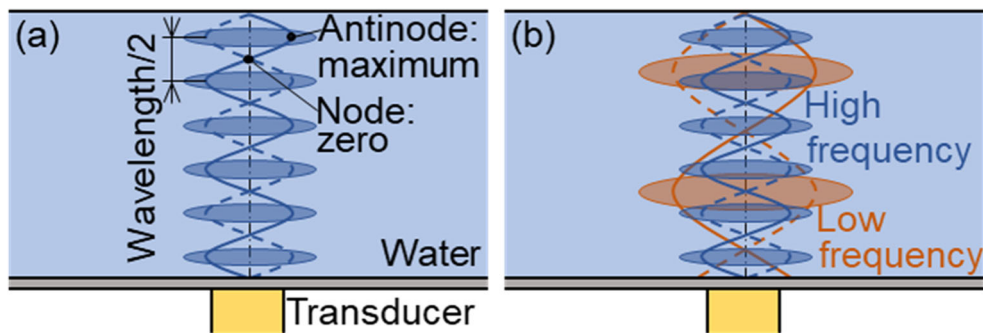 (a)
Antinode:
maximum
Node:
zero
Wavelength/2
Water
Transducer
(b)
High
frequency
Low
frequency